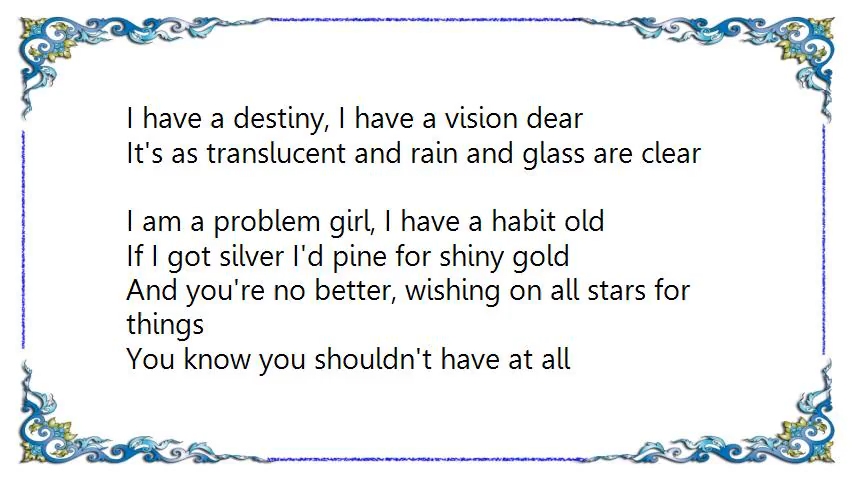 I have a destiny, I have a vision dear
It's as translucent and rain and glass are clear
I am a problem girl, I have a habit old
If I got silver I'd pine for shiny gold
And you're no better, wishing on all stars for
things
You know you shouldn't have at all